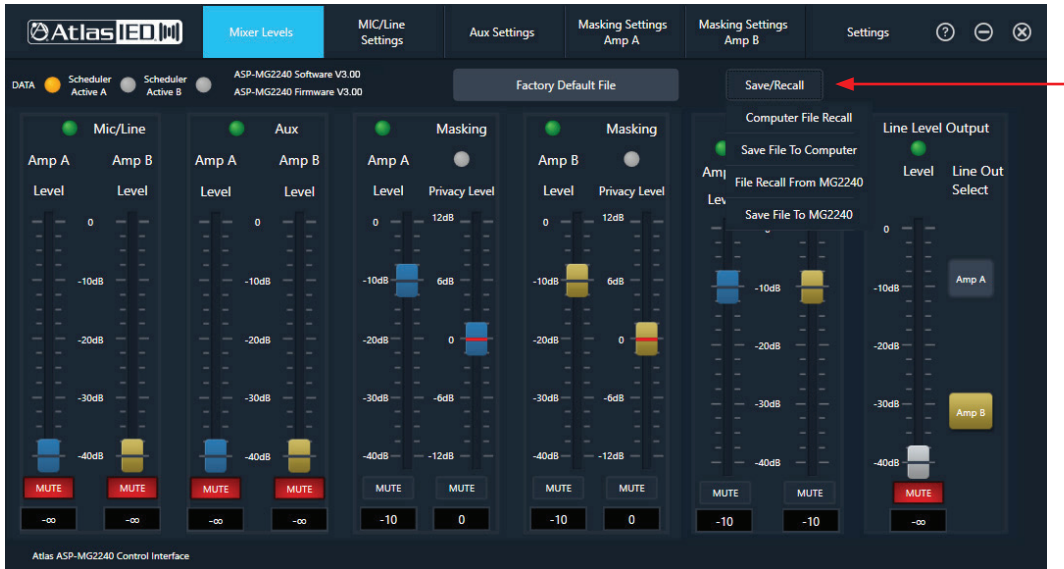 AtlasIED
Mixer Levels
MIC/Line
Settings
Aux Settings
Masking Settings
Amp A
Masking Settings
Amp B
Settings
?
DATA
Scheduler
Active A
Scheduler
Active B
ASP-MG2240 Software V3.00
ASP-MG2240 Firmware V3.00
Factory Default File
Save/Recall
Computer File Recall
Save File To Computer
File Recall From MG2240
Save File To MG2240
Mic/Line
Amp A Amp B
Level Level
0
-10dB
-20dB
-30dB
-40dB
MUTE MUTE
-∞ -∞
Aux
Amp A Amp B
Level Level
0
-10dB
-20dB
-30dB
-40dB
MUTE MUTE
-∞ -∞
Masking
Amp A
Level Privacy Level
0 12dB
-10dB 6dB
-20dB 0
-30dB -6dB
-40dB -12dB
MUTE MUTE
-10 0
Masking
Amp B
Level Privacy Level
0 12dB
-10dB 6dB
-20dB 0
-30dB -6dB
-40dB -12dB
MUTE MUTE
-10 0
-10dB
-20dB
-30dB
-40dB
MUTE MUTE
-10 -10
Line Level Output
Level
Line Out
Select
0
-10dB
-20dB
-30dB
-40dB
Amp A
Amp B
MUTE
-∞
Atlas ASP-MG2240 Control Interface